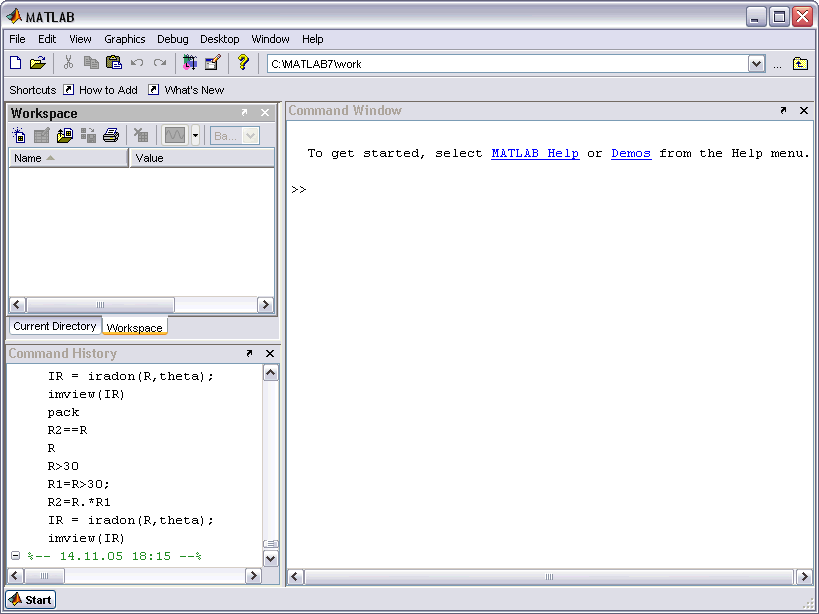 MATLAB
File Edit View Graphics Debug Desktop Window Help
C:\MATLAB7\work ...
Shortcuts How to Add What's New
Workspace
Ba...
Name Value
Current Directory Workspace
Command History
IR = iradon(R,theta);
imview(IR)
pack
R2==R
R
R>30
R1=R>30;
R2=R.*R1
IR = iradon(R,theta);
imview(IR)
%-- 14.11.05 18:15 --%
Command Window
To get started, select MATLAB Help or Demos from the Help menu.
>>
Start